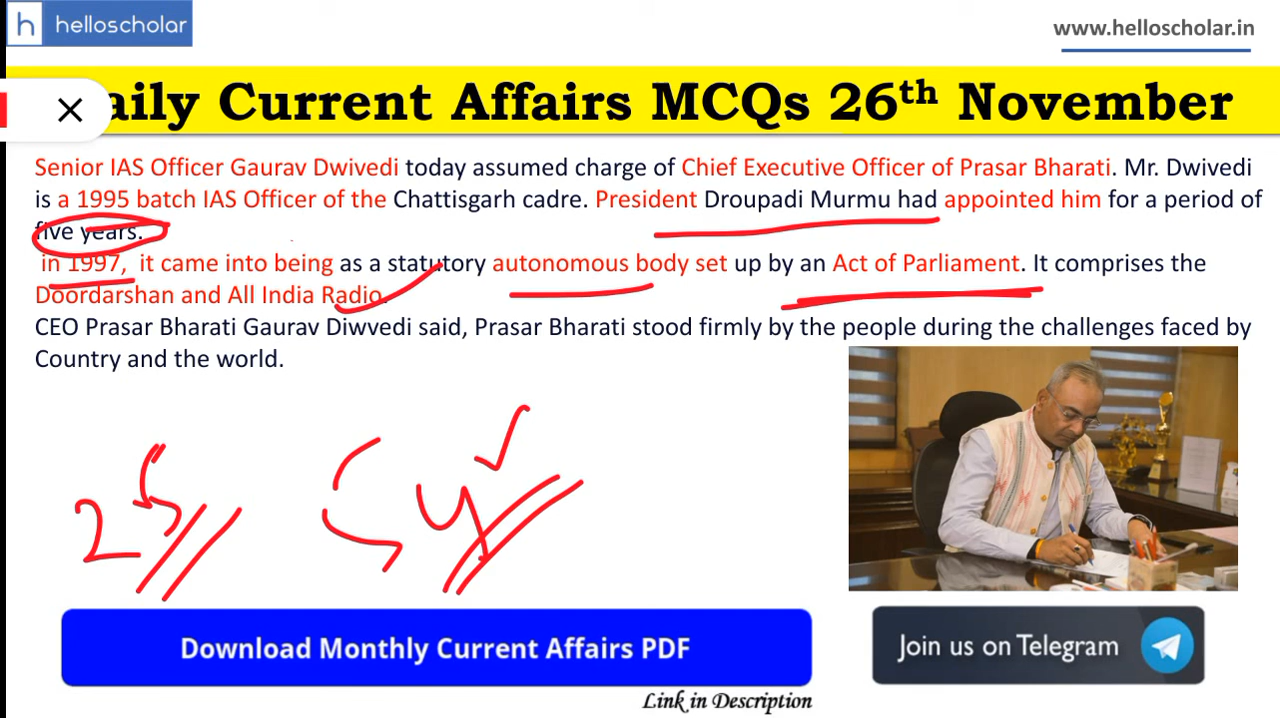 h helloscholar
www.helloscholar.in
aily Current Affairs MCQs 26th November
Senior IAS Officer Gaurav Dwivedi today assumed charge of Chief Executive Officer of Prasar Bharati. Mr. Dwivedi
is a 1995 batch IAS Officer of the Chattisgarh cadre. President Droupadi Murmu had appointed him for a period of
five years.
in 1997, it came into being as a statutory autonomous body set up by an Act of Parliament. It comprises the
Doordarshan and All India Radio.
CEO Prasar Bharati Gaurav Diwvedi said, Prasar Bharati stood firmly by the people during the challenges faced by
Country and the world.
25 5y
Download Monthly Current Affairs PDF
Join us on Telegram
Link in Description